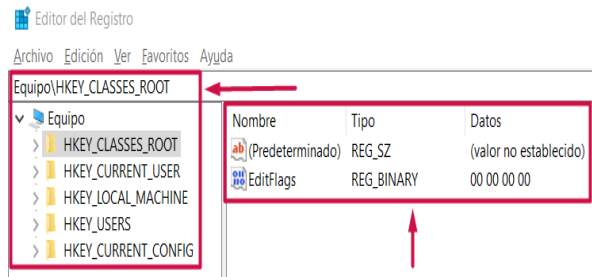 Editor del Registro
Archivo Edición Ver Favoritos Ayuda
Equipo\HKEY_CLASSES_ROOT
Equipo
HKEY_CLASSES_ROOT
HKEY_CURRENT_USER
HKEY_LOCAL_MACHINE
HKEY_USERS
HKEY_CURRENT_CONFIG
Nombre Tipo Datos
(Predeterminado) REG_SZ (valor no establecido)
EditFlags REG_BINARY 00 00 00 00